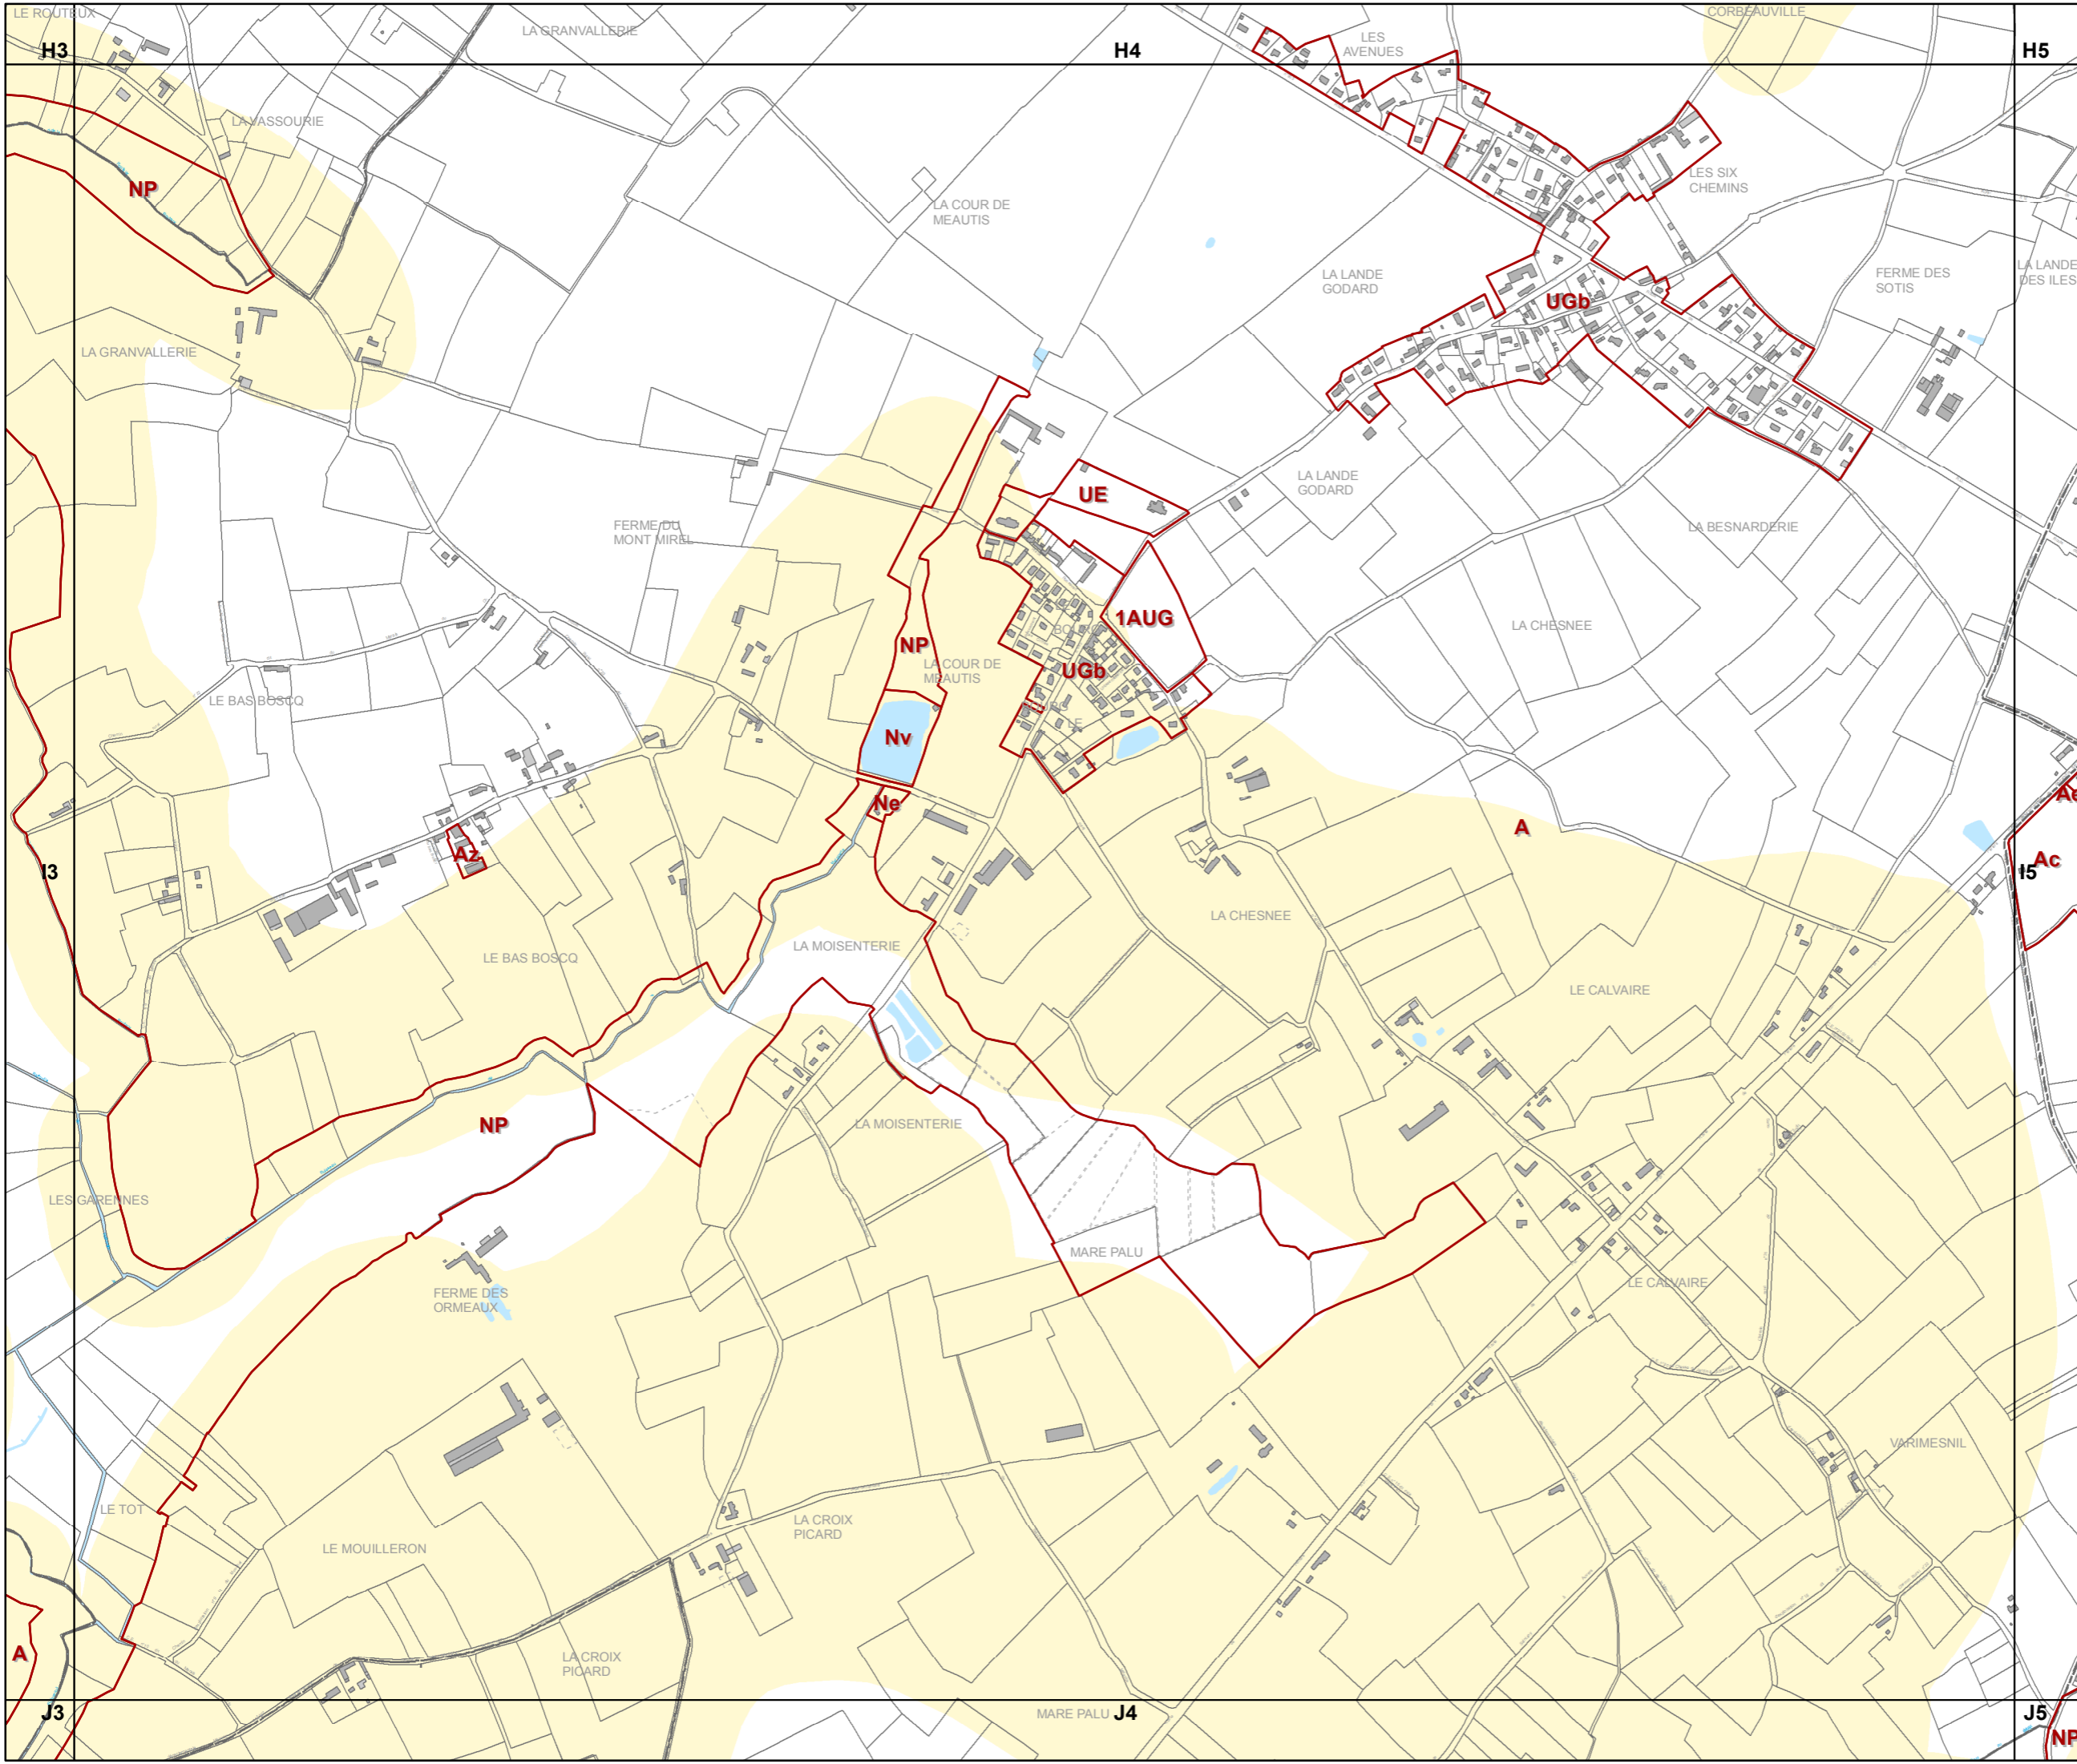 LE ROUTEUX
LA GRANVALLERIE
CORBEAUVILLE
LES
AVENUES
H3
H4
H5
LA VASSOURIE
NP
LES SIX
CHEMINS
LA COUR DE
MEAUTIS
LA LANDE
GODARD
FERME DES
SOTIS
LA LANDE
DES ILES
UGb
LA GRANVALLERIE
LA LANDE
GODARD
UE
FERME DU
MONT MIREL
LA BESNARDERIE
1AUG
LA CHESNEE
BOURG
NP
LA COUR DE
MEAUTIS
UGb
LE BAS BOSCQ
BOURG
LE
Nv
Ne
Ae
A
Az
Ac
I3
I5
LA CHESNEE
LA MOISENTERIE
LE BAS BOSCQ
LE CALVAIRE
NP
LA MOISENTERIE
LES GARENNES
MARE PALU
LE CALVAIRE
FERME DES
ORMEAUX
VARIMESNIL
LE TOT
LA CROIX
PICARD
LE MOUILLERON
A
LA CROIX
PICARD
J3
MARE PALU
J4
J5
NP